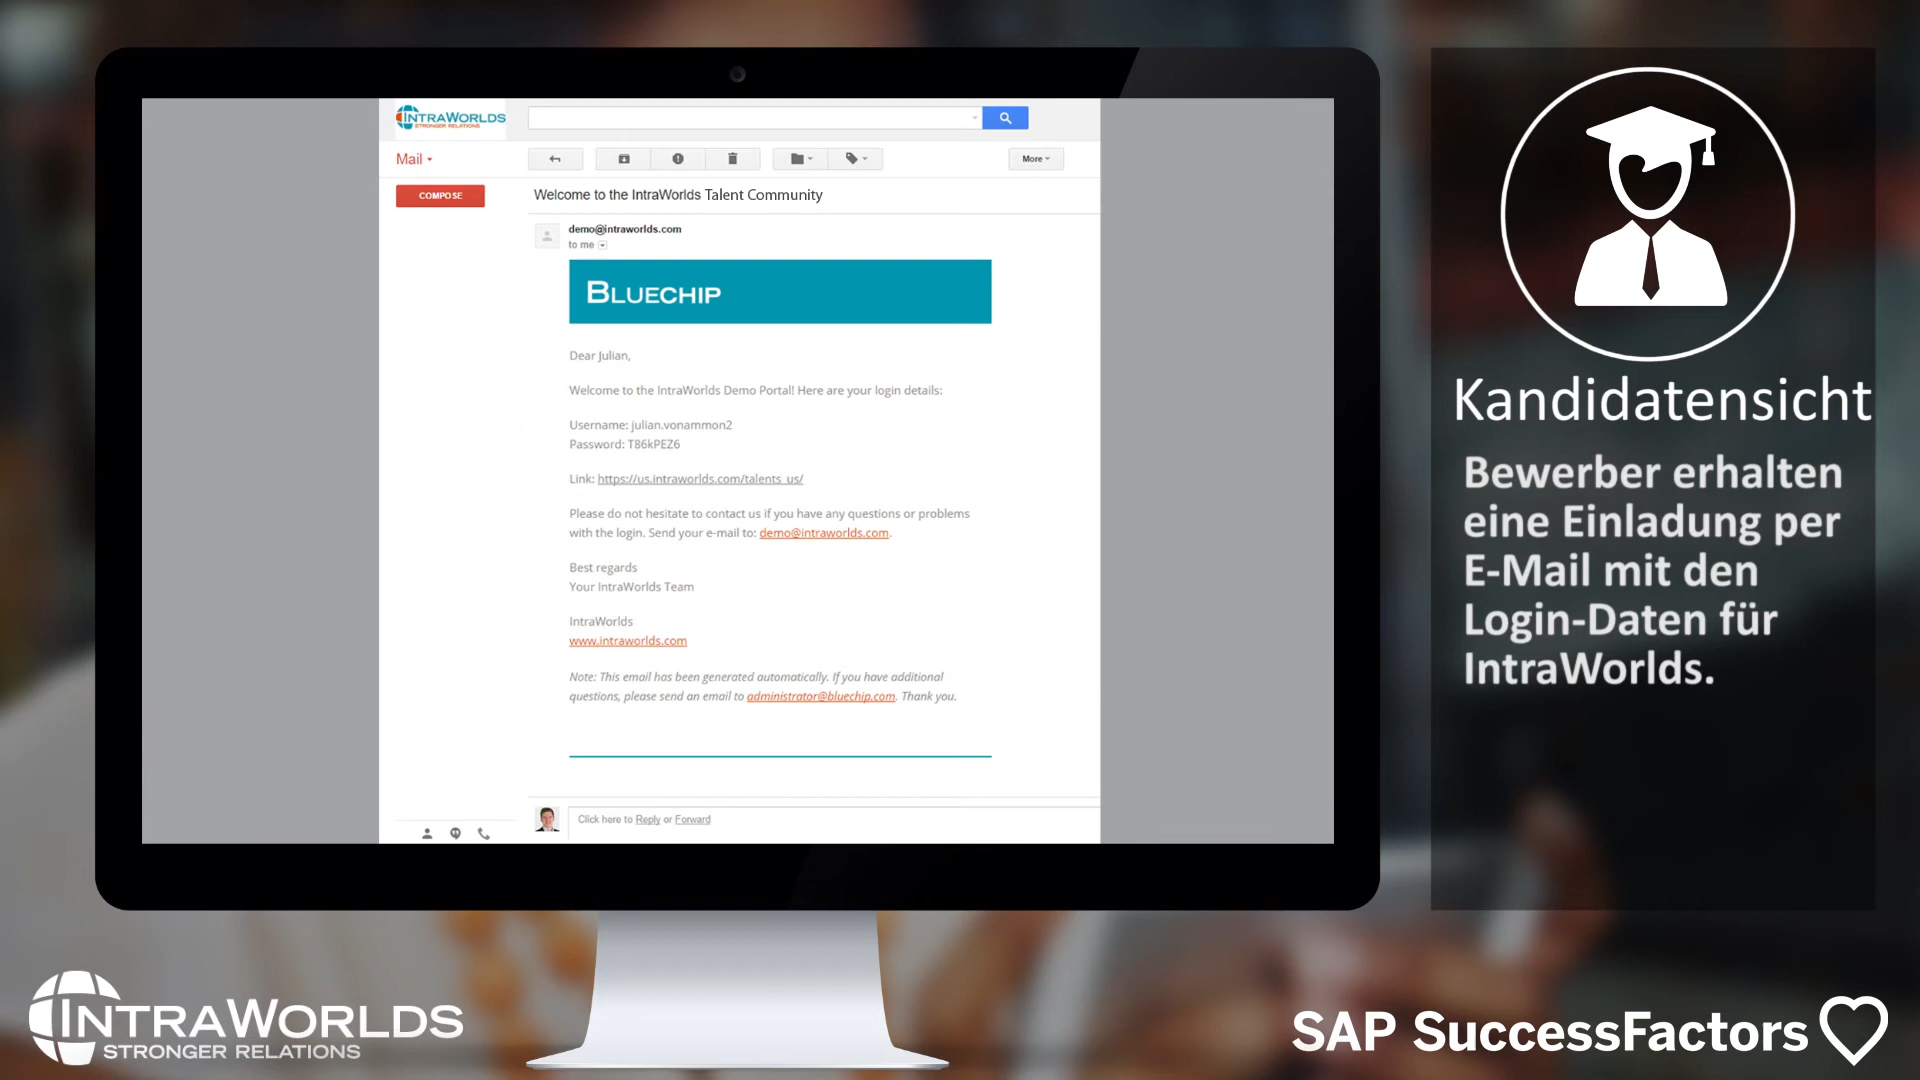 INTRAWORLDS
STRONGER RELATIONS
Mail
More
COMPOSE
Welcome to the IntraWorlds Talent Community
demo@intraworlds.com
to me
BLUECHIP
Dear Julian,
Welcome to the IntraWorlds Demo Portal! Here are your login details:
Username: julian.vonammon2
Password: T86kPEZ6
Link: https://us.intraworlds.com/talents_us/
Please do not hesitate to contact us if you have any questions or problems
with the login. Send your e-mail to: demo@intraworlds.com.
Best regards
Your IntraWorlds Team
IntraWorlds
www.intraworlds.com
Note: This email has been generated automatically. If you have additional
questions, please send an email to administrator@bluechip.com. Thank you.
Click here to Reply or Forward
Kandidatensicht
Bewerber erhalten
eine Einladung per
E-Mail mit den
Login-Daten für
IntraWorlds.
INTRAWORLDS
STRONGER RELATIONS
SAP SuccessFactors